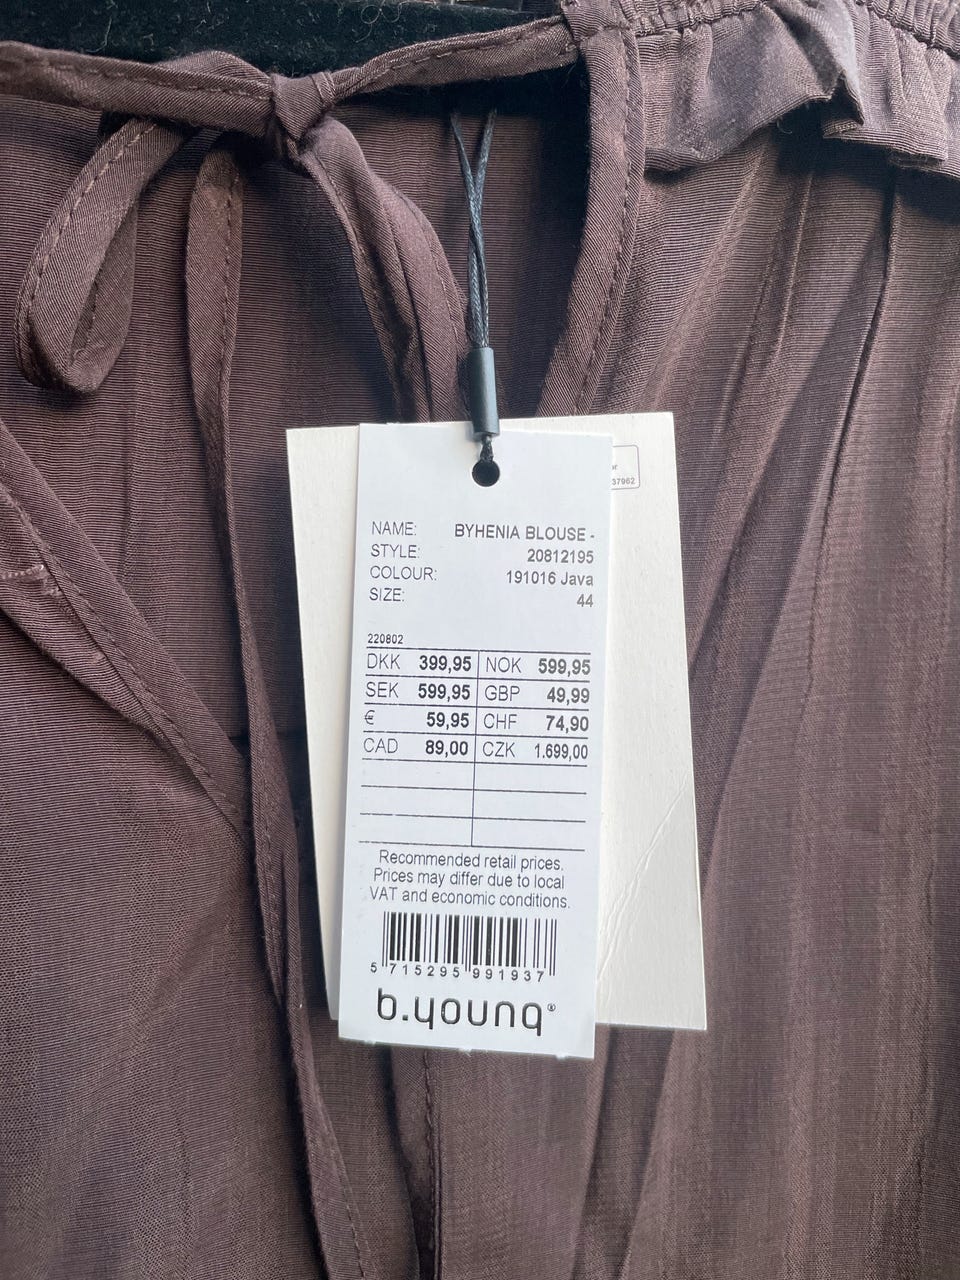 NAME: BYHENIA BLOUSE -
STYLE: 20812195
COLOUR: 191016 Java
SIZE: 44
220802
DKK 399,95 NOK 599,95
SEK 599,95 GBP 49,99
€ 59,95 CHF 74,90
CAD 89,00 CZK 1.699,00
Recommended retail prices.
Prices may differ due to local
VAT and economic conditions.
5 715295 991937
b.young®
37962